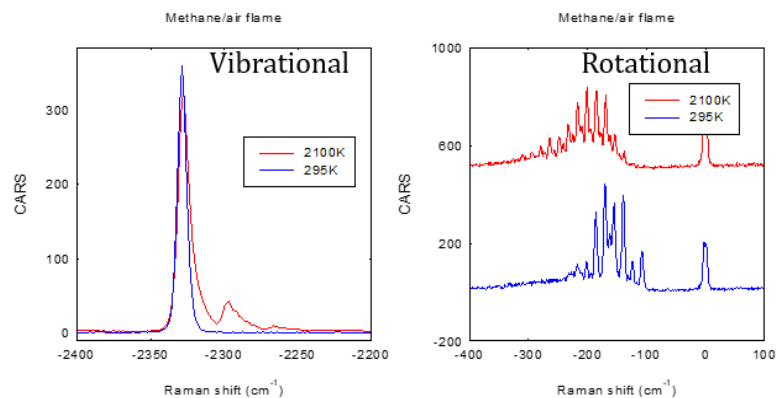 Methane/air flame
Vibrational
2100K
295K
CARS
300
200
100
0
-2400
-2350
-2300
-2250
-2200
Raman shift (cm⁻¹)
Methane/air flame
Rotational
2100K
295K
CARS
1000
600
200
-200
-400
-300
-200
-100
0
100
Raman shift (cm⁻¹)